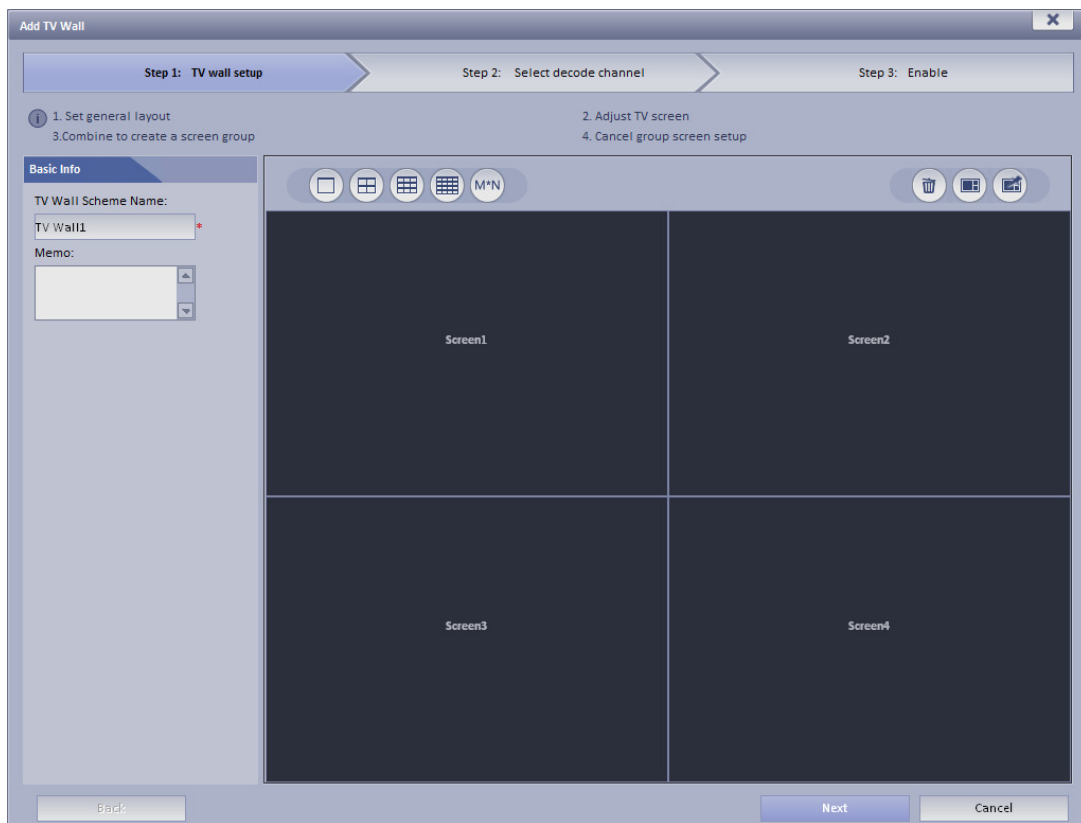 Add TV Wall
Step 1: TV wall setup
Step 2: Select decode channel
Step 3: Enable
1. Set general layout
2. Adjust TV screen
3.Combine to create a screen group
4. Cancel group screen setup
Basic Info
M*N
TV Wall Scheme Name:
TV Wall1 *
Memo:
Screen1
Screen2
Screen3
Screen4
Back
Next
Cancel